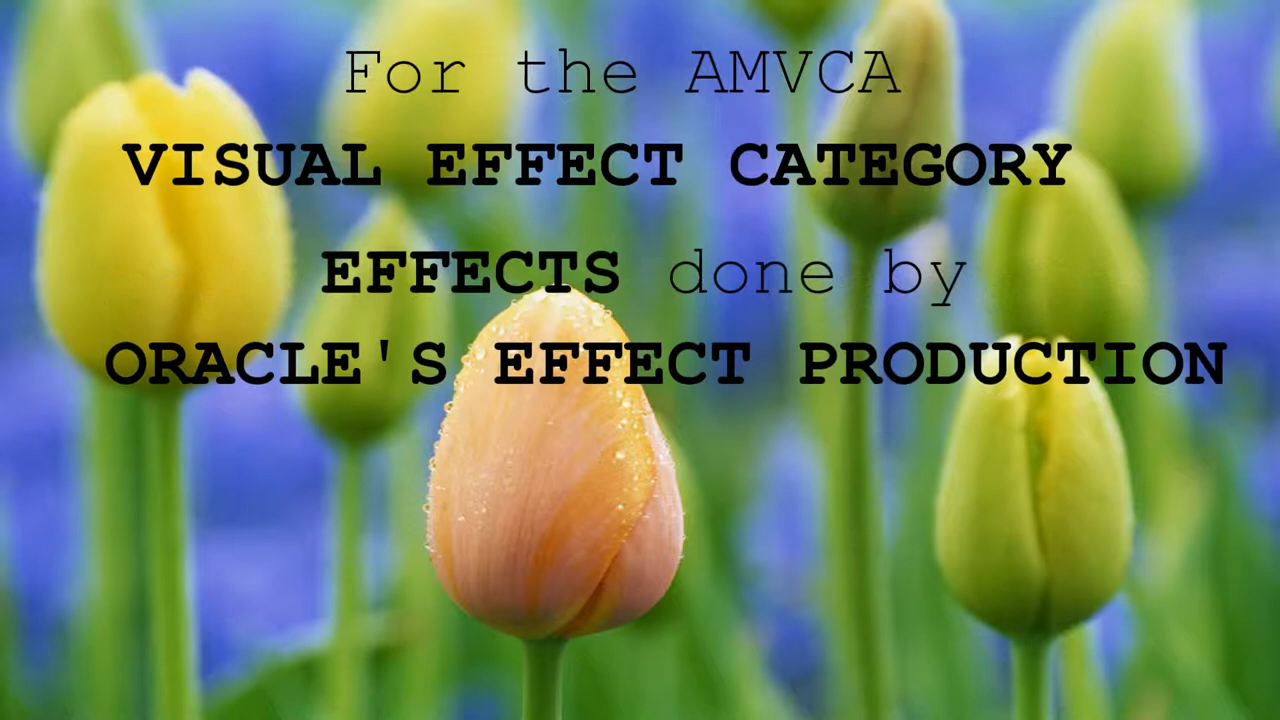 For the AMVCA
VISUAL EFFECT CATEGORY
EFFECTS done by
ORACLE'S EFFECT PRODUCTION